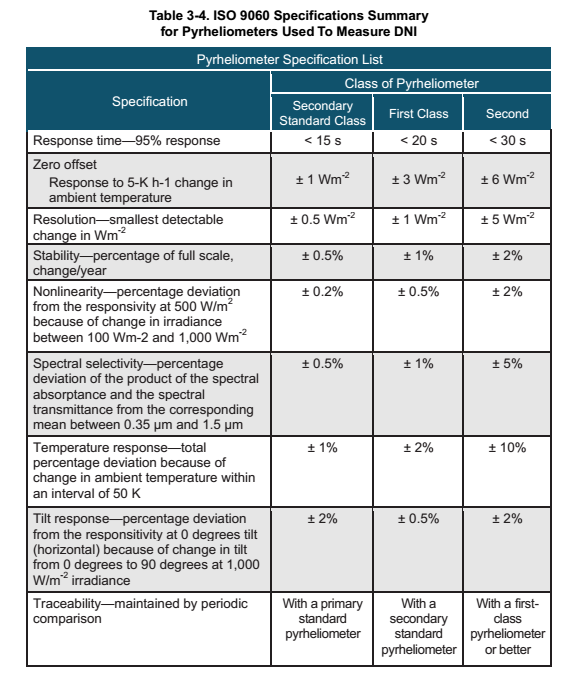 Table 3-4. ISO 9060 Specifications Summary
for Pyrheliometers Used To Measure DNI
Pyrheliometer Specification List
Specification
Class of Pyrheliometer
Secondary
Standard Class
First Class
Second
Response time—95% response
< 15 s
< 20 s
< 30 s
Zero offset
Response to 5-K h-1 change in
ambient temperature
± 1 Wm-2
± 3 Wm-2
± 6 Wm-2
Resolution—smallest detectable
change in Wm-2
± 0.5 Wm-2
± 1 Wm-2
± 5 Wm-2
Stability—percentage of full scale,
change/year
± 0.5%
± 1%
± 2%
Nonlinearity—percentage deviation
from the responsivity at 500 W/m2
because of change in irradiance
between 100 Wm-2 and 1,000 Wm-2
± 0.2%
± 0.5%
± 2%
Spectral selectivity—percentage
deviation of the product of the spectral
absorptance and the spectral
transmittance from the corresponding
mean between 0.35 µm and 1.5 µm
± 0.5%
± 1%
± 5%
Temperature response—total
percentage deviation because of
change in ambient temperature within
an interval of 50 K
± 1%
± 2%
± 10%
Tilt response—percentage deviation
from the responsitivity at 0 degrees tilt
(horizontal) because of change in tilt
from 0 degrees to 90 degrees at 1,000
W/m-2 irradiance
± 2%
± 0.5%
± 2%
Traceability—maintained by periodic
comparison
With a primary
standard
pyrheliometer
With a
secondary
standard
pyrheliometer
With a first-
class
pyrheliometer
or better